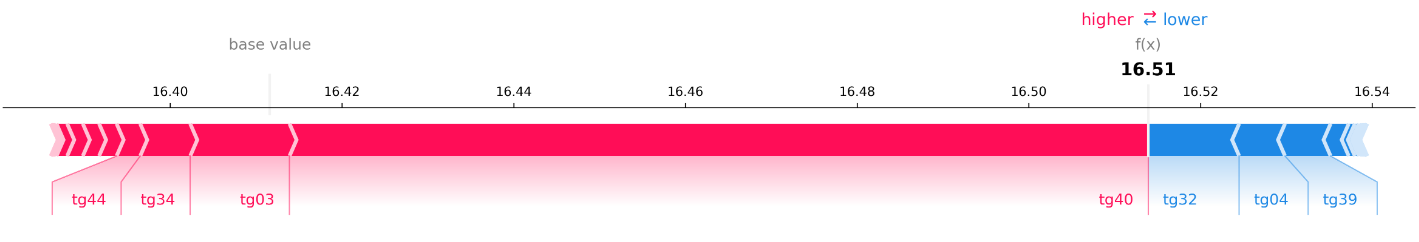 higher ⇄ lower
base value
f(x)
16.51
16.40 16.42 16.44 16.46 16.48 16.50 16.52 16.54
tg44 tg34 tg03 tg40 tg32 tg04 tg39